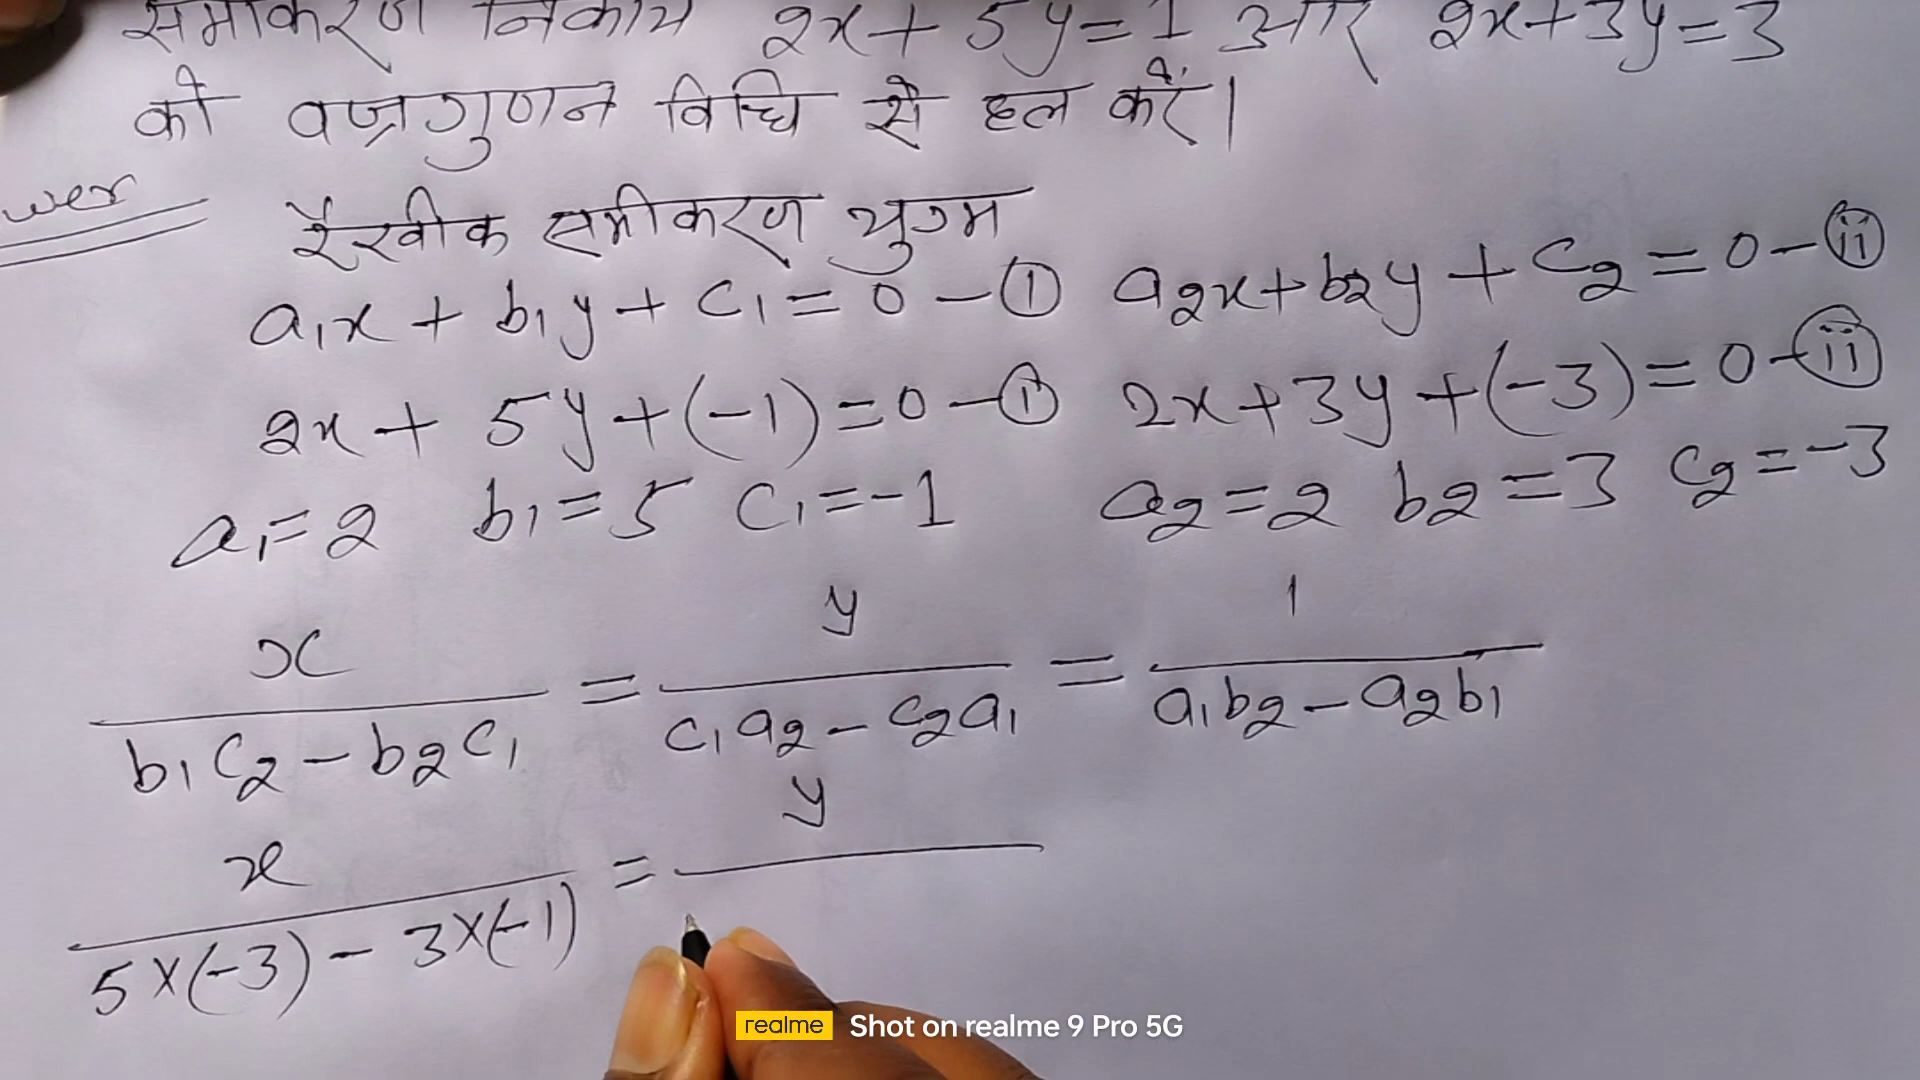 समीकरण निकाय 2x + 5y = 1 और 2x + 3y = 3
को वज्रगुणन विधि से हल करें।
wer
रैखीक समीकरण युग्म
a₁x + b₁y + c₁ = 0 – ⓘ a₂x + b₂y + c₂ = 0 – ⓘⓘ
2x + 5y + (-1) = 0 – ⓘ 2x + 3y + (-3) = 0 – ⓘⓘ
a₁ = 2 b₁ = 5 c₁ = -1 a₂ = 2 b₂ = 3 c₂ = -3
x y 1
= =
b₁c₂ – b₂c₁ c₁a₂ – c₂a₁ a₁b₂ – a₂b₁
x y
=
5×(-3) – 3×(-1)
realme Shot on realme 9 Pro 5G